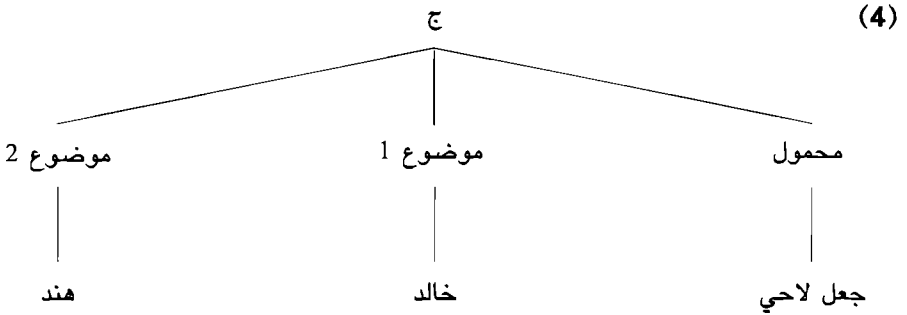 (4)
ج
محمول موضوع 1 موضوع 2
جعل لاحي خالد هند